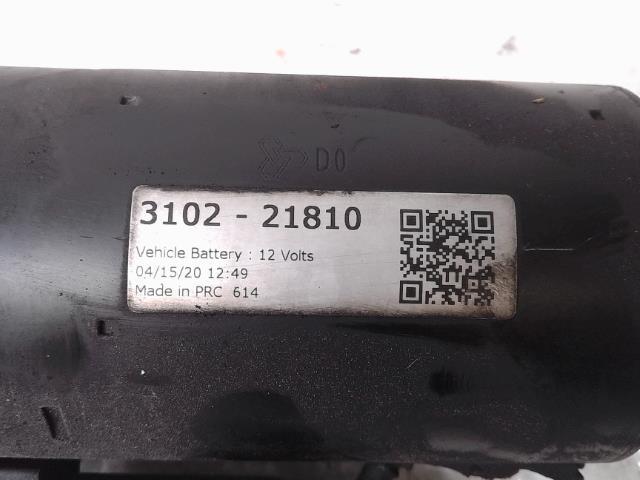 D0
3102 - 21810
Vehicle Battery : 12 Volts
04/15/20 12:49
Made in PRC 614